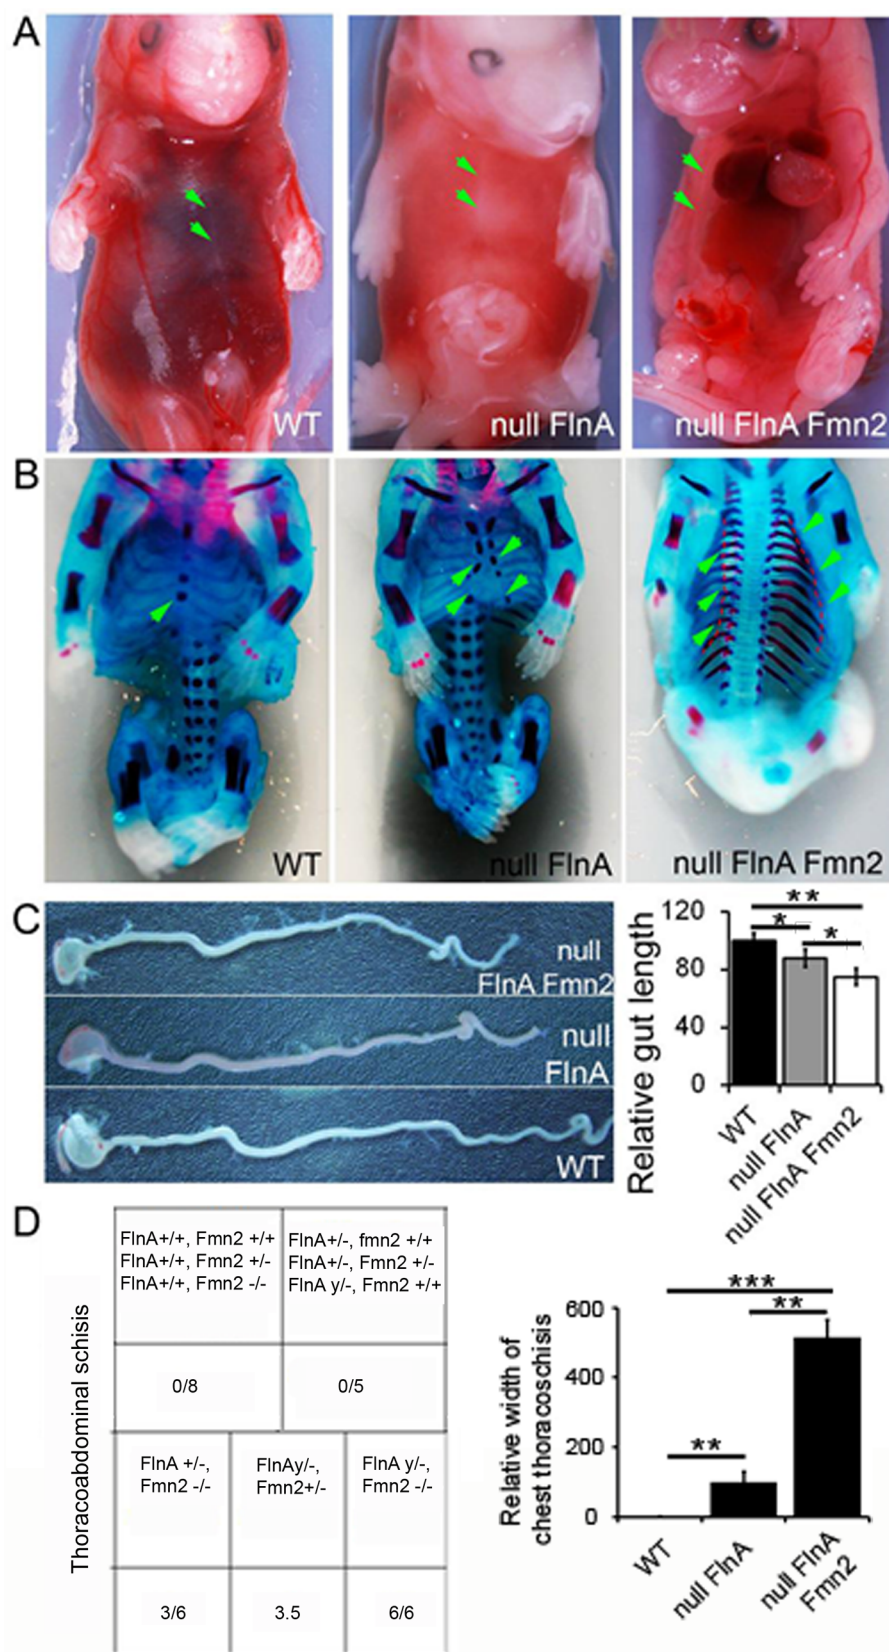 A
WT
null FlnA
null FlnA Fmn2
B
WT
null FlnA
null FlnA Fmn2
C
null
FlnA Fmn2
null
FlnA
WT
Relative gut length
120
80
40
0
**
*
*
WT
null FlnA
null FlnA Fmn2
D
Thoracoabdominal schisis
FlnA+/+, Fmn2 +/+
FlnA+/+, Fmn2 +/-
FlnA+/+, Fmn2 -/-
FlnA+/-, fmn2 +/+
FlnA+/-, Fmn2 +/-
FlnA y/-, Fmn2 +/+
0/8
0/5
FlnA +/-,
Fmn2 -/-
FlnAy/-,
Fmn2+/-
FlnA y/-,
Fmn2 -/-
3/6
3.5
6/6
Relative width of
chest thoracoschisis
600
400
200
0
***
**
**
WT
null FlnA
null FlnA
Fmn2